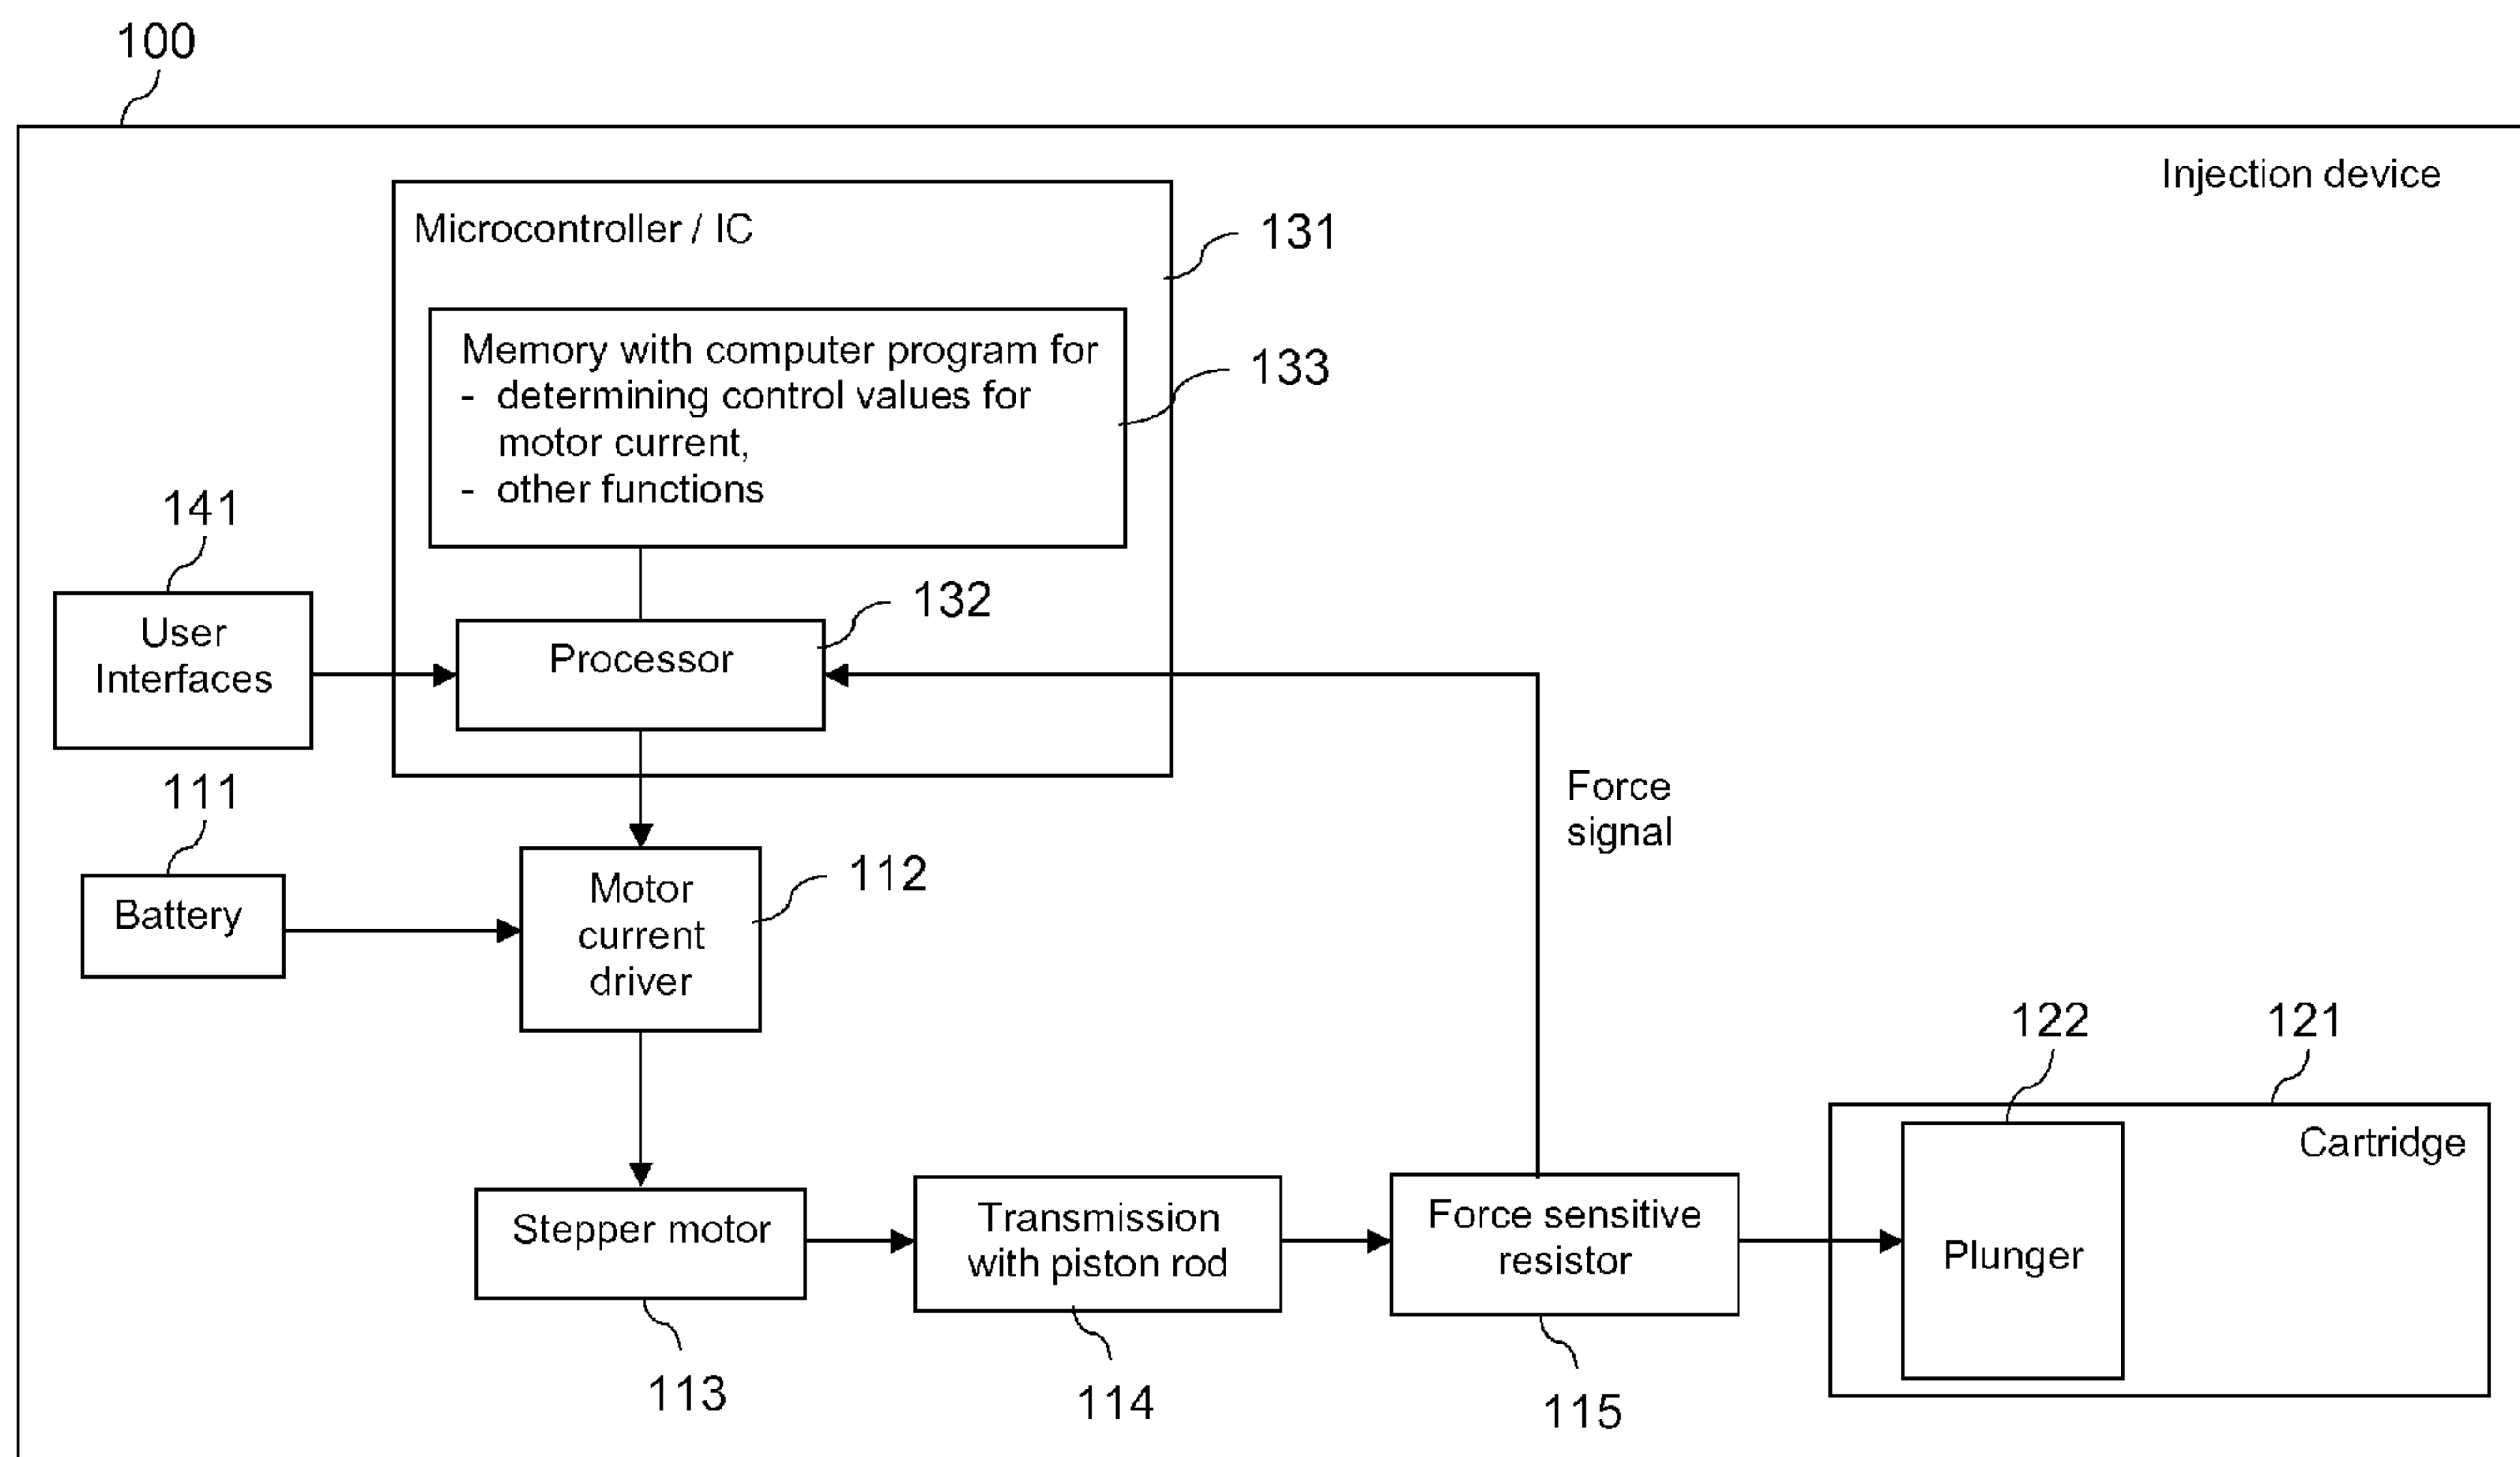 100
Injection device
Microcontroller / IC
131
Memory with computer program for
- determining control values for
motor current,
- other functions
133
141
User
Interfaces
132
Processor
111
Battery
Force
signal
Motor
current
driver
112
122
121
Cartridge
Stepper motor
Transmission
with piston rod
Force sensitive
resistor
Plunger
113
114
115